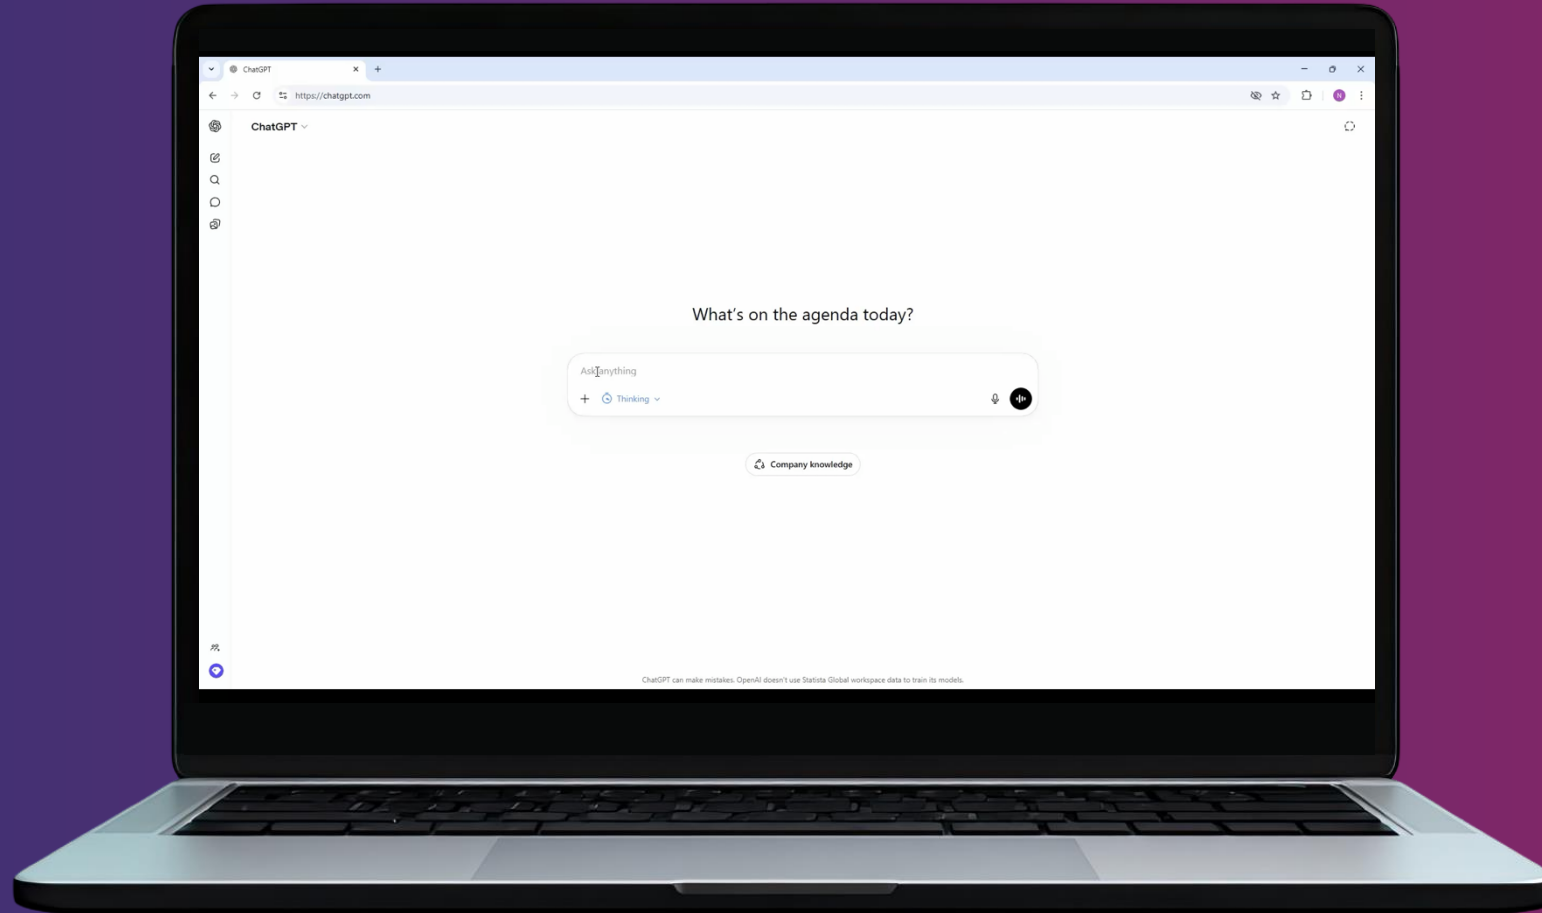 ChatGPT
https://chatgpt.com
N
ChatGPT
What's on the agenda today?
Ask anything
Thinking
Company knowledge
ChatGPT can make mistakes. OpenAI doesn't use Statista Global workspace data to train its models.